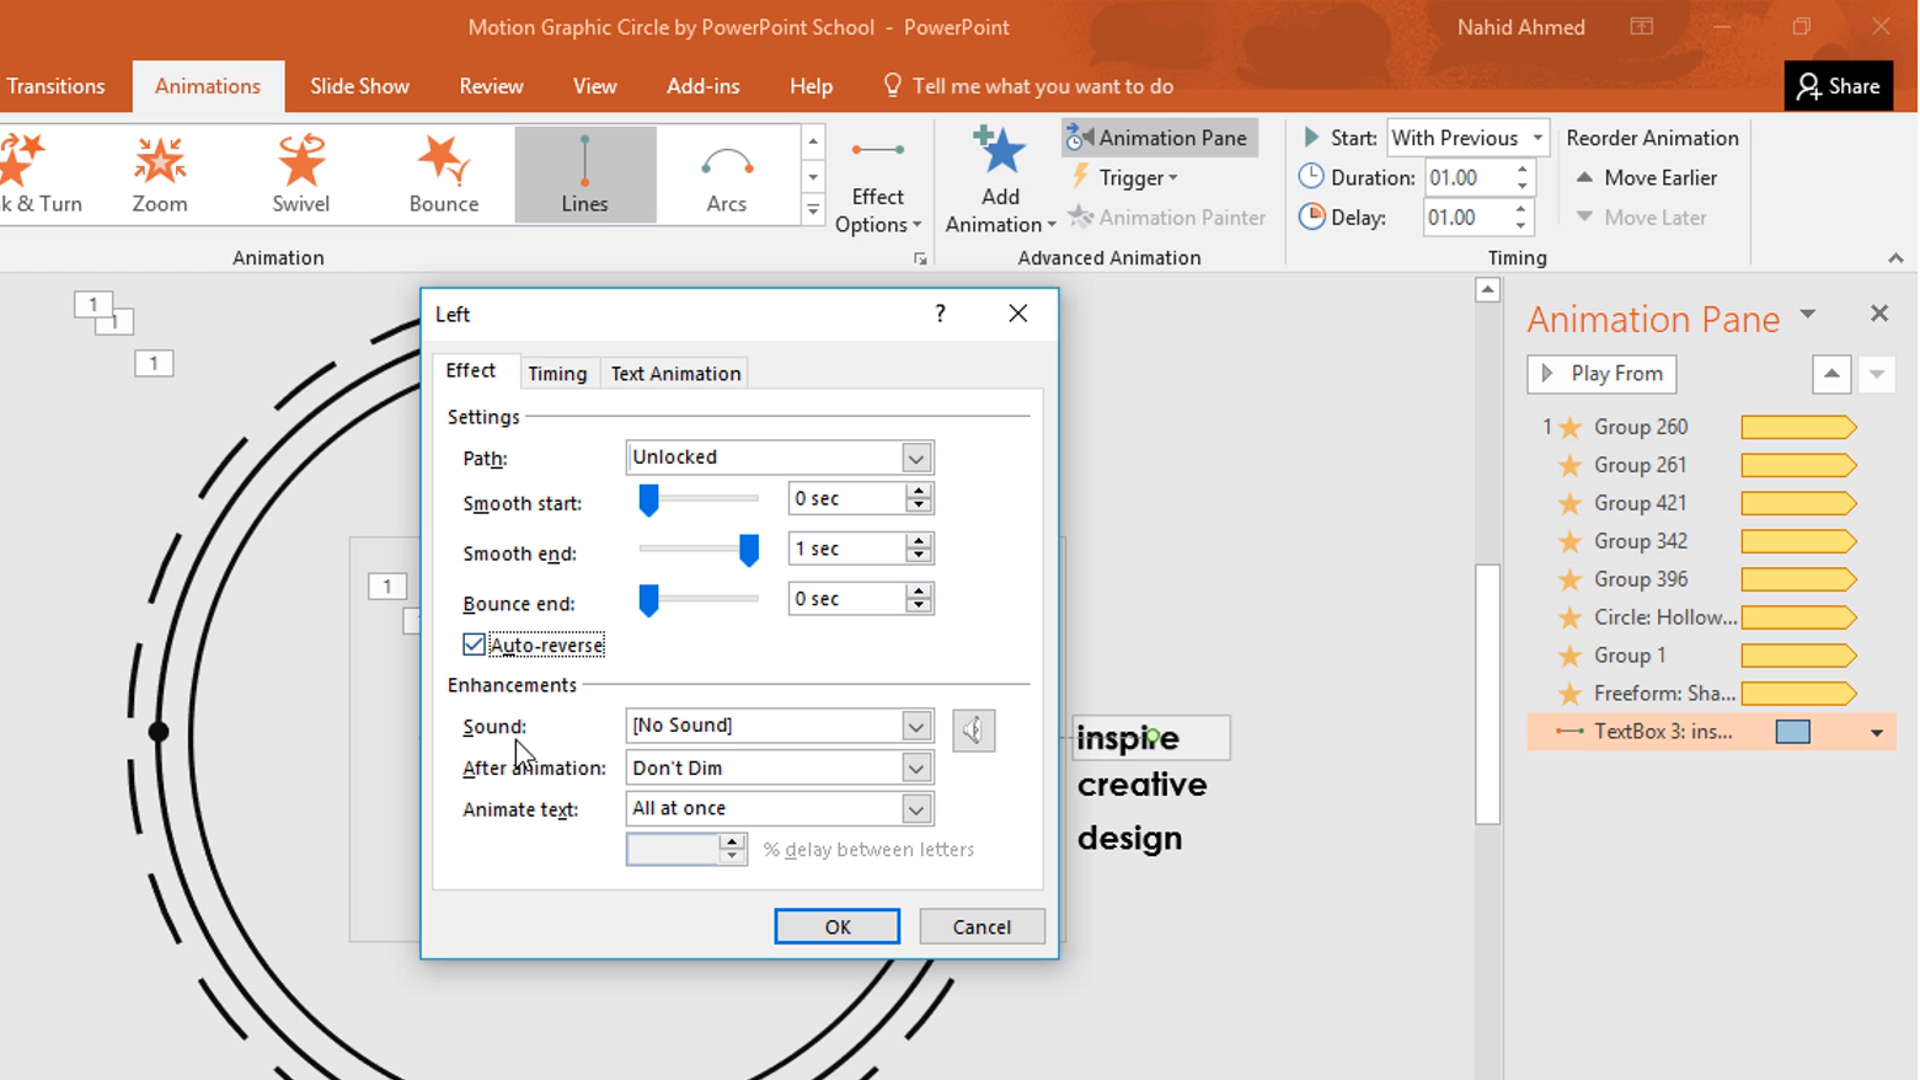 Motion Graphic Circle by PowerPoint School - PowerPoint
Nahid Ahmed
Transitions
Animations
Slide Show
Review
View
Add-ins
Help
Tell me what you want to do
Share
k & Turn
Zoom
Swivel
Bounce
Lines
Arcs
Effect
Options
Add
Animation
Animation Pane
Trigger
Animation Painter
Start: With Previous
Duration: 01.00
Delay: 01.00
Reorder Animation
Move Earlier
Move Later
Animation
Advanced Animation
Timing
1
1
1
1
Left
?
Effect
Timing
Text Animation
Settings
Path: Unlocked
Smooth start: 0 sec
Smooth end: 1 sec
Bounce end: 0 sec
Auto-reverse
Enhancements
Sound: [No Sound]
After animation: Don't Dim
Animate text: All at once
% delay between letters
OK
Cancel
inspire
creative
design
Animation Pane
Play From
1 Group 260
Group 261
Group 421
Group 342
Group 396
Circle: Hollow...
Group 1
Freeform: Sha...
TextBox 3: ins...